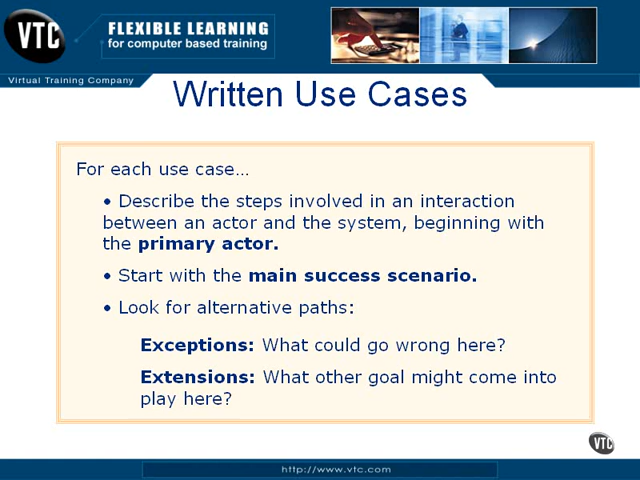 VTC
FLEXIBLE LEARNING
for computer based training
Virtual Training Company
Written Use Cases
For each use case...
• Describe the steps involved in an interaction
between an actor and the system, beginning with
the primary actor.
• Start with the main success scenario.
• Look for alternative paths:
Exceptions: What could go wrong here?
Extensions: What other goal might come into
play here?
VTC
http://www.vtc.com